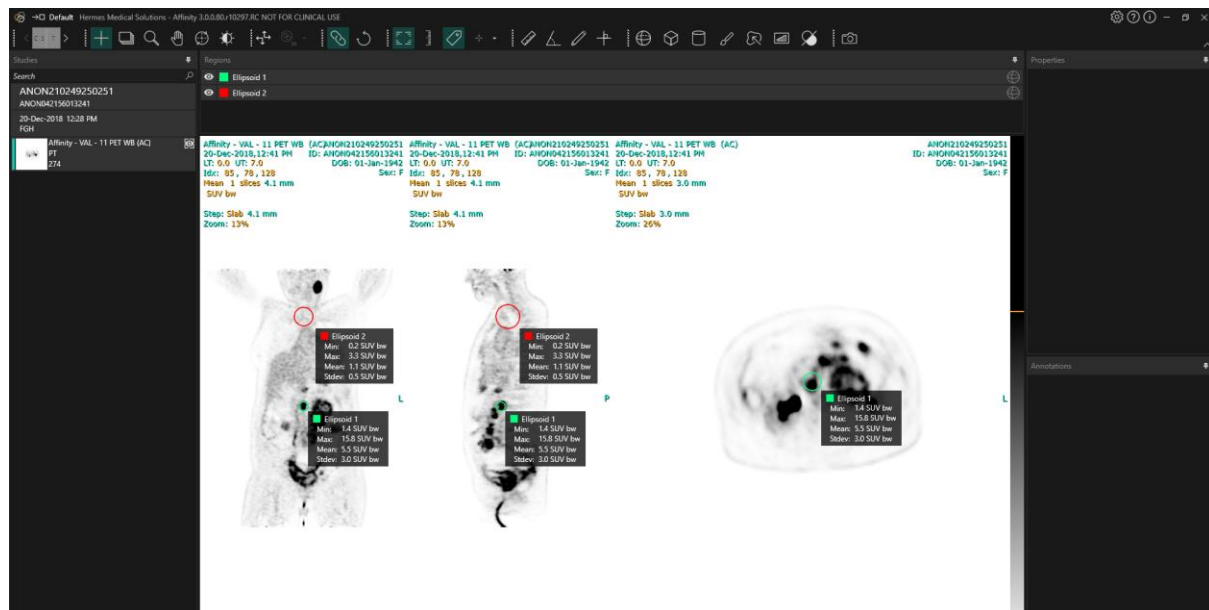 Default Hermes Medical Solutions - Affinity 3.0.0.80.r10297.RC NOT FOR CLINICAL USE
Studies
Search
ANON210249250251
ANON042156013241
20-Dec-2018 12:28 PM
FGH
Affinity - VAL - 11 PET WB (AC)
PT
274
Regions
Ellipsoid 1
Ellipsoid 2
Affinity - VAL - 11 PET WB (AC)
ANON210249250251
20-Dec-2018,12:41 PM
ID: ANON042156013241
LT: 0.0 UT: 7.0
DOB: 01-Jan-1942
Idx: 85, 78, 128
Sex: F
Mean 1 slices 4.1 mm
SUV bw
Step: Slab 4.1 mm
Zoom: 13%
Ellipsoid 2
Min: 0.2 SUV bw
Max: 3.3 SUV bw
Mean: 1.1 SUV bw
Stdev: 0.5 SUV bw
L
Ellipsoid 1
Min: 1.4 SUV bw
Max: 15.8 SUV bw
Mean: 5.5 SUV bw
Stdev: 3.0 SUV bw
Affinity - VAL - 11 PET WB (AC)
ANON210249250251
20-Dec-2018,12:41 PM
ID: ANON042156013241
LT: 0.0 UT: 7.0
DOB: 01-Jan-1942
Idx: 85, 78, 128
Sex: F
Mean 1 slices 4.1 mm
SUV bw
Step: Slab 4.1 mm
Zoom: 13%
Ellipsoid 2
Min: 0.2 SUV bw
Max: 3.3 SUV bw
Mean: 1.1 SUV bw
Stdev: 0.5 SUV bw
P
Ellipsoid 1
Min: 1.4 SUV bw
Max: 15.8 SUV bw
Mean: 5.5 SUV bw
Stdev: 3.0 SUV bw
Affinity - VAL - 11 PET WB (AC)
ANON210249250251
20-Dec-2018,12:41 PM
ID: ANON042156013241
LT: 0.0 UT: 7.0
DOB: 01-Jan-1942
Idx: 85, 78, 128
Sex: F
Mean 1 slices 3.0 mm
SUV bw
Step: Slab 3.0 mm
Zoom: 26%
L
Ellipsoid 1
Min: 1.4 SUV bw
Max: 15.8 SUV bw
Mean: 5.5 SUV bw
Stdev: 3.0 SUV bw
Properties
Annotations